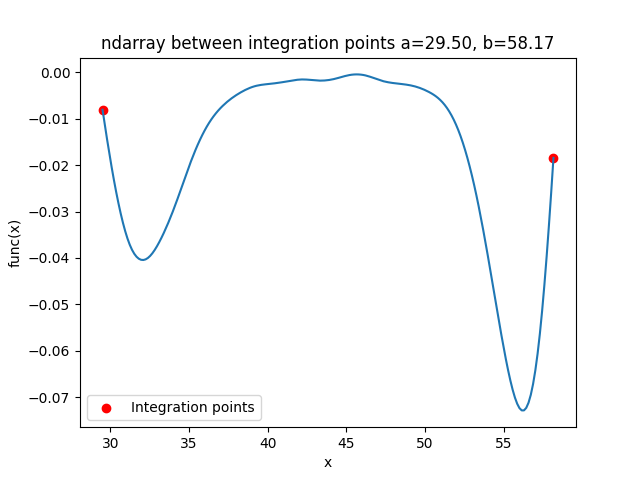 ndarray between integration points a=29.50, b=58.17
0.00
−0.01
−0.02
−0.03
−0.04
−0.05
−0.06
−0.07
func(x)
Integration points
30 35 40 45 50 55
x